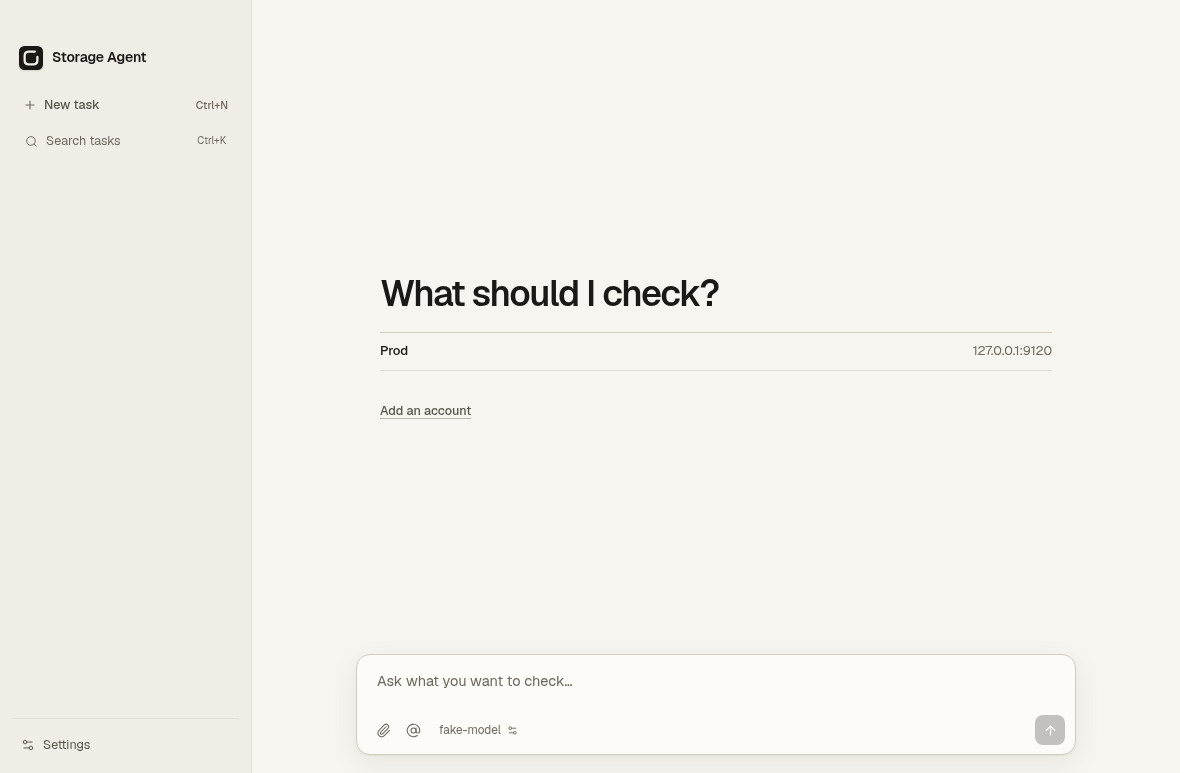 Storage Agent
New task Ctrl+N
Search tasks Ctrl+K
What should I check?
Prod 127.0.0.1:9120
Add an account
Ask what you want to check...
fake-model
Settings